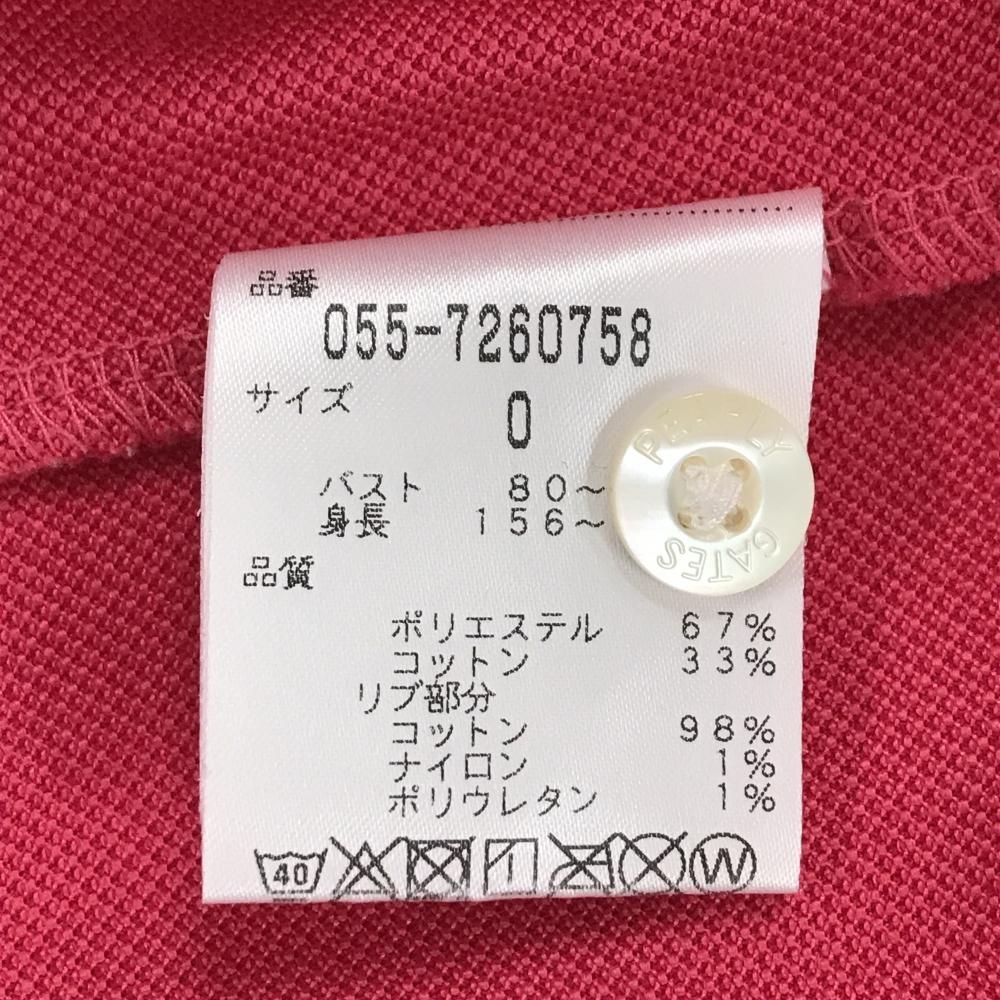 品番
055-7260758
サイズ 0
バスト 80~
身長 156~
品質
ポリエステル 67%
コットン 33%
リブ部分
コットン 98%
ナイロン 1%
ポリウレタン 1%
40 W
GATES